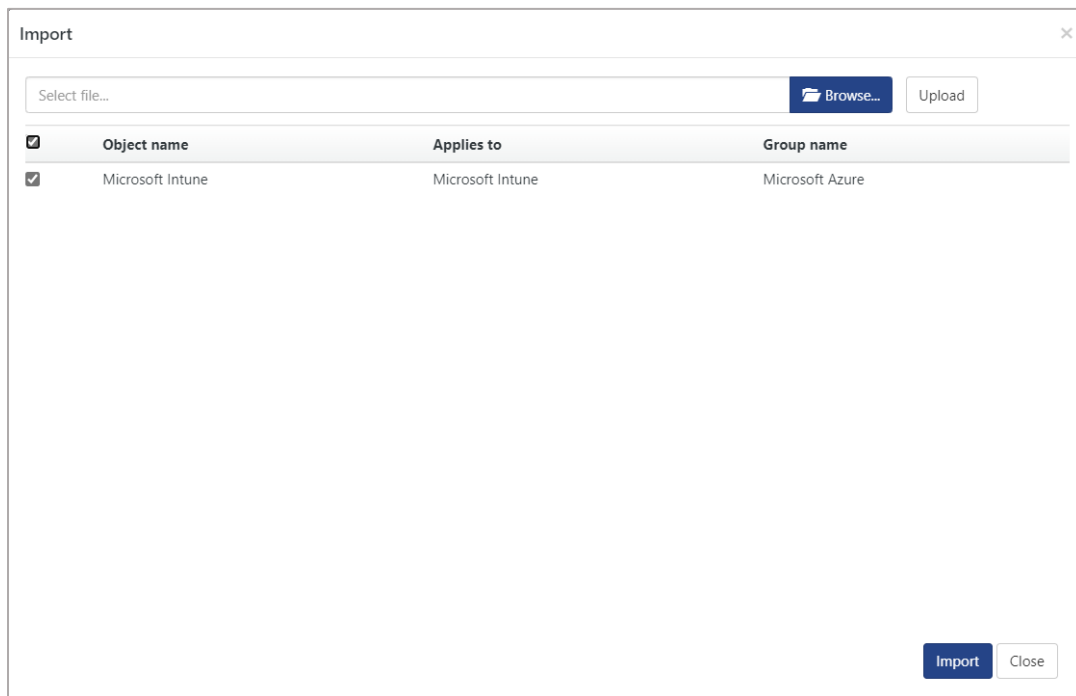 Import
Select file... Browse... Upload
Object name Applies to Group name
Microsoft Intune Microsoft Intune Microsoft Azure
Import Close